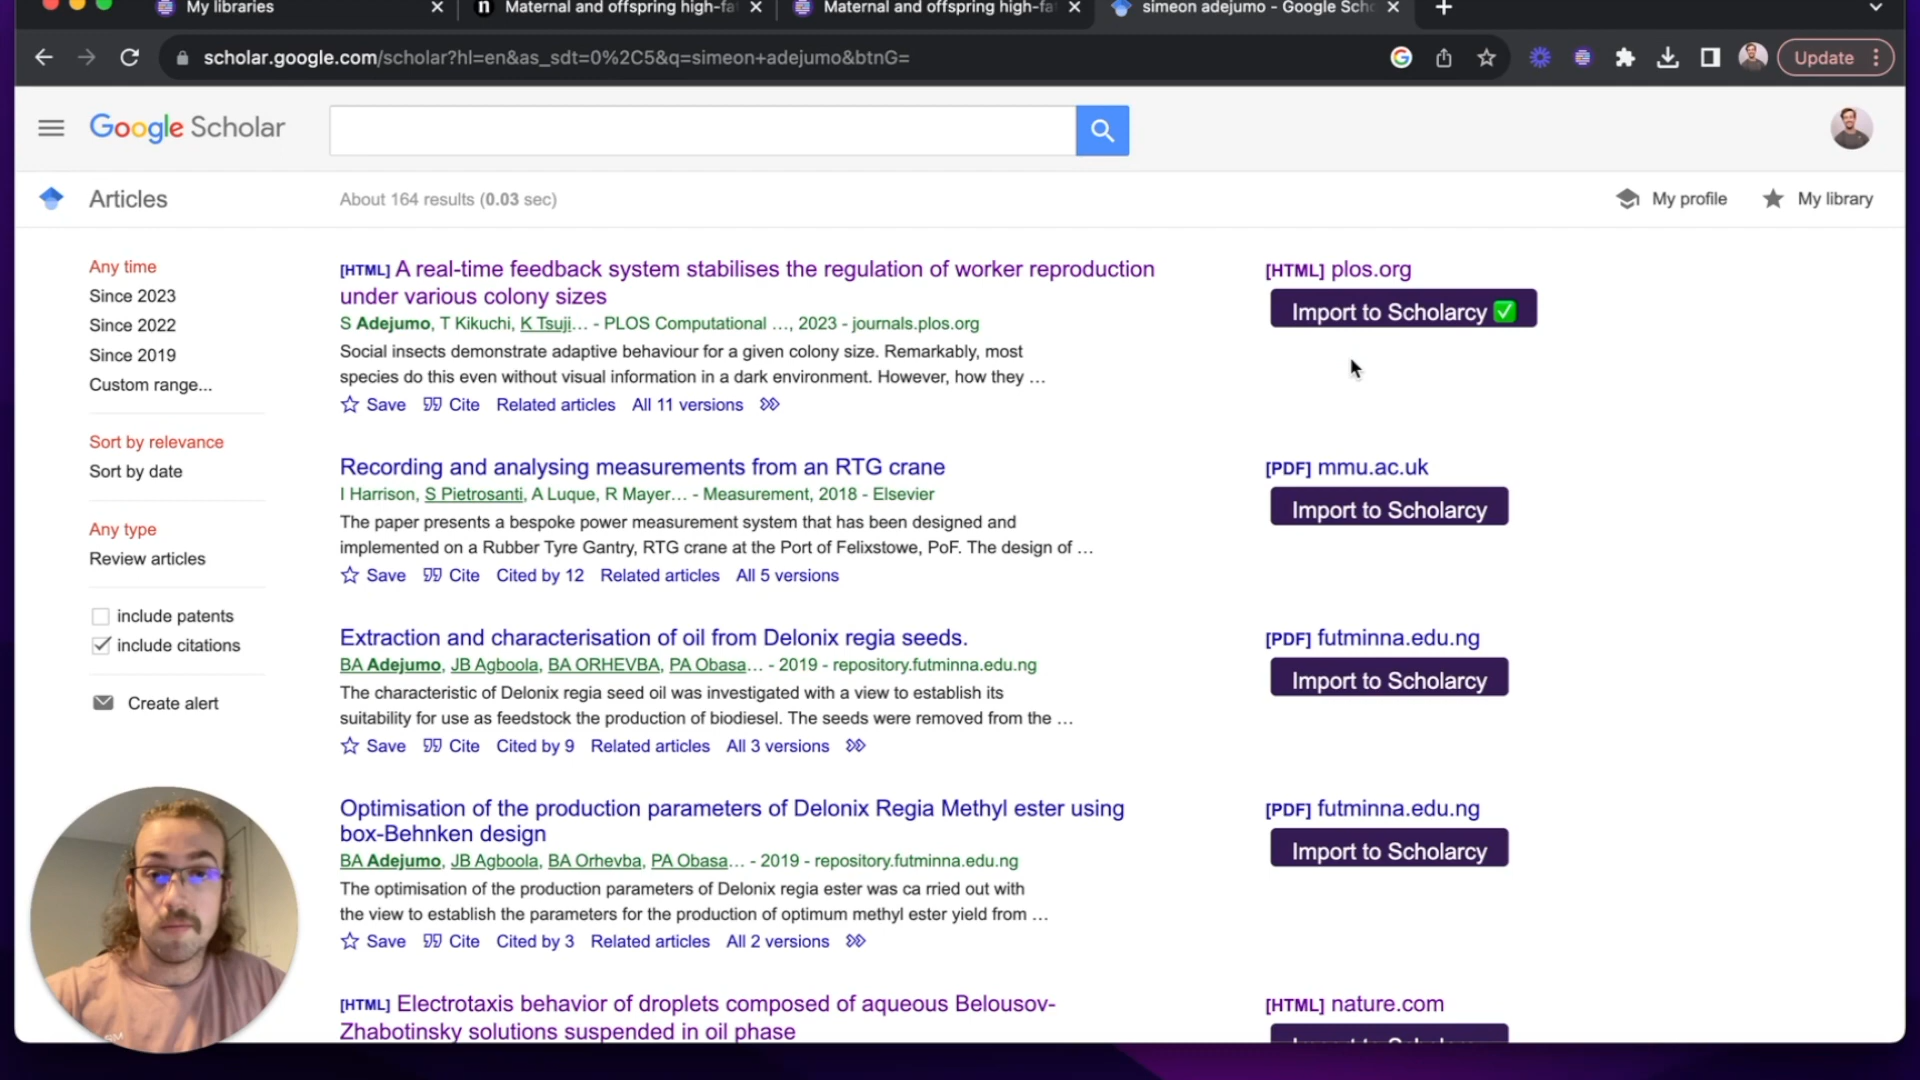 My libraries
Maternal and offspring high-fa
Maternal and offspring high-fa
simeon adejumo - Google Scho
scholar.google.com/scholar?hl=en&as_sdt=0%2C5&q=simeon+adejumo&btnG=
Update
Google Scholar
Articles
About 164 results (0.03 sec)
My profile
My library
Any time
Since 2023
Since 2022
Since 2019
Custom range...
Sort by relevance
Sort by date
Any type
Review articles
include patents
include citations
Create alert
[HTML] A real-time feedback system stabilises the regulation of worker reproduction
under various colony sizes
S Adejumo, T Kikuchi, K Tsuji… - PLOS Computational …, 2023 - journals.plos.org
Social insects demonstrate adaptive behaviour for a given colony size. Remarkably, most
species do this even without visual information in a dark environment. However, how they …
Save Cite Related articles All 11 versions
[HTML] plos.org
Import to Scholarcy ✅
Recording and analysing measurements from an RTG crane
I Harrison, S Pietrosanti, A Luque, R Mayer… - Measurement, 2018 - Elsevier
The paper presents a bespoke power measurement system that has been designed and
implemented on a Rubber Tyre Gantry, RTG crane at the Port of Felixstowe, PoF. The design of …
Save Cite Cited by 12 Related articles All 5 versions
[PDF] mmu.ac.uk
Import to Scholarcy
Extraction and characterisation of oil from Delonix regia seeds.
BA Adejumo, JB Agboola, BA ORHEVBA, PA Obasa… - 2019 - repository.futminna.edu.ng
The characteristic of Delonix regia seed oil was investigated with a view to establish its
suitability for use as feedstock the production of biodiesel. The seeds were removed from the …
Save Cite Cited by 9 Related articles All 3 versions
[PDF] futminna.edu.ng
Import to Scholarcy
Optimisation of the production parameters of Delonix Regia Methyl ester using
box-Behnken design
BA Adejumo, JB Agboola, BA Orhevba, PA Obasa… - 2019 - repository.futminna.edu.ng
The optimisation of the production parameters of Delonix regia ester was ca rried out with
the view to establish the parameters for the production of optimum methyl ester yield from …
Save Cite Cited by 3 Related articles All 2 versions
[PDF] futminna.edu.ng
Import to Scholarcy
[HTML] Electrotaxis behavior of droplets composed of aqueous Belousov-
Zhabotinsky solutions suspended in oil phase
[HTML] nature.com